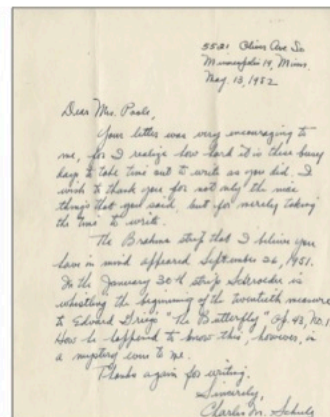 5521 Oliver Ave So.
Minneapolis 19, Minn.
May 13, 1952
Dear Mrs. Poole,
Your letter was very encouraging to
me, for I realize how hard it is these busy
days to take time out to write as you did. I
wish to thank you for not only the nice
things that you said, but for merely taking
the time to write.
The Brahms strip that I believe you
have in mind appeared September 26, 1951.
In the January 30th strip Schroeder is
whistling the beginning of the twentieth measure
to Edvard Grieg's "The Butterfly" Op. 43, No. 1
How he happened to know this, however, is
a mystery even to me.
Thanks again for writing.
Sincerely,
Charles M. Schulz